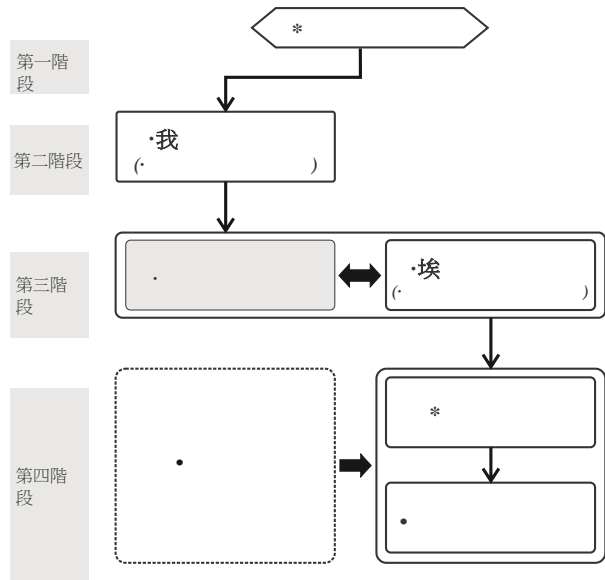 *
第一階
段
·我
第二階段
(· )
·
·埃
第三階
段
(· )
*
•
第四階
段
•